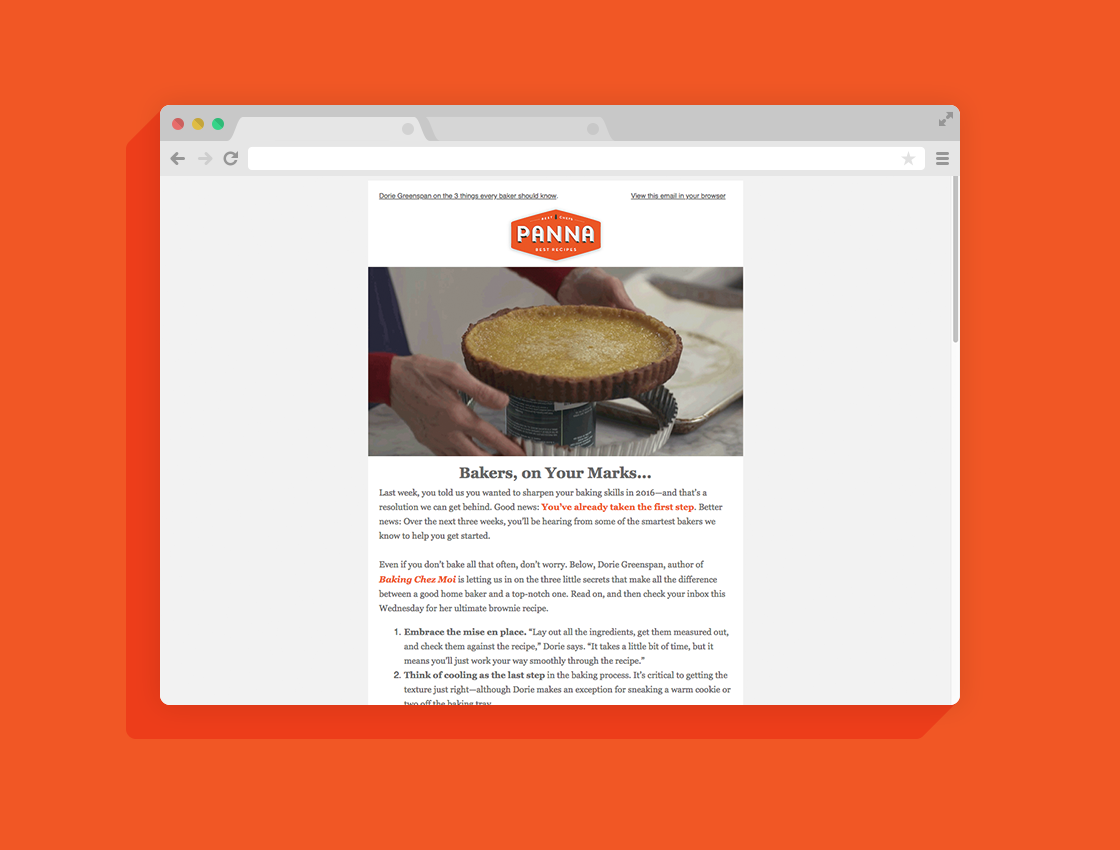 Dorie Greenspan on the 3 things every baker should know.
View this email in your browser
BEST CHEFS
PANNA
BEST RECIPES
Bakers, on Your Marks...
Last week, you told us you wanted to sharpen your baking skills in 2016—and that's a
resolution we can get behind. Good news: You've already taken the first step. Better
news: Over the next three weeks, you'll be hearing from some of the smartest bakers we
know to help you get started.
Even if you don't bake all that often, don't worry. Below, Dorie Greenspan, author of
Baking Chez Moi is letting us in on the three little secrets that make all the difference
between a good home baker and a top-notch one. Read on, and then check your inbox this
Wednesday for her ultimate brownie recipe.
1. Embrace the mise en place. “Lay out all the ingredients, get them measured out,
and check them against the recipe,” Dorie says. “It takes a little bit of time, but it
means you'll just work your way smoothly through the recipe.”
2. Think of cooling as the last step in the baking process. It's critical to getting the
texture just right—although Dorie makes an exception for sneaking a warm cookie or
two off the baking tray.